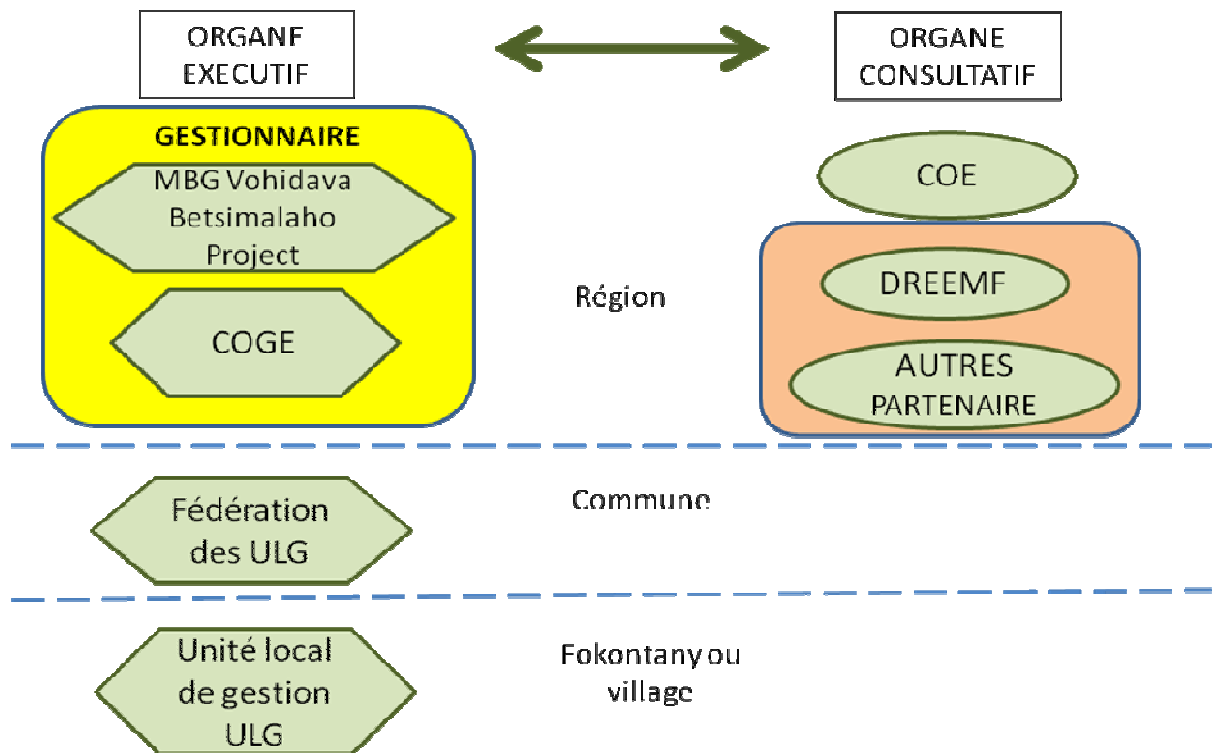 ORGANF
EXECUTIF
ORGANE
CONSULTATIF
GESTIONNAIRE
MBG Vohidava
Betsimalaho
Project
COGE
Région
COE
DREEMF
AUTRES
PARTENAIRE
Fédération
des ULG
Commune
Unité local
de gestion
ULG
Fokontany ou
village